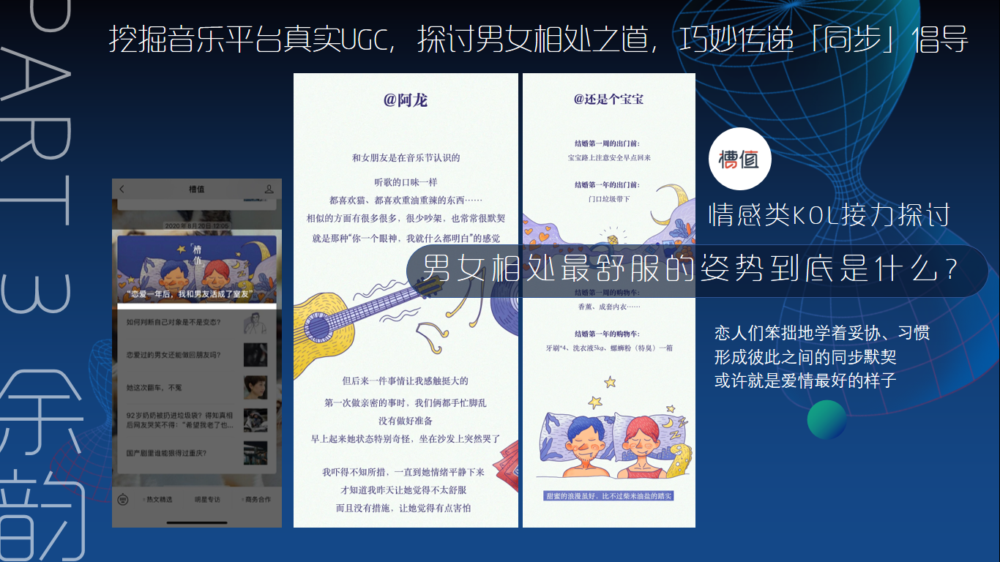 PART 3 余韵
挖掘音乐平台真实UGC，探讨男女相处之道，巧妙传递「同步」倡导
槽值
2020年8月20日 12:05
「槽值
“恋爱一年后，我和男友活成了室友”
如何判断自己对象是不是变态?
恋爱过的男女还能做回朋友吗?
她这次翻车，不冤
92岁奶奶被扔进垃圾袋? 得知真相
后网友哭笑不得: “希望我老了也...
国产剧里谁能狠得过重庆?
热文精选
明星专访
商务合作
@阿龙
和女朋友是在音乐节认识的
听歌的口味一样
都喜欢猫、都喜欢重油重辣的东西……
相似的方面有很多很多，很少吵架，也常常很默契
就是那种“你一个眼神，我就什么都明白”的感觉
但后来一件事情让我感触挺大的
第一次做亲密的事时，我们俩都手忙脚乱
没有做好准备
早上起来她状态特别奇怪，坐在沙发上突然哭了
我吓得不知所措，一直到她情绪平静下来
才知道我昨天让她觉得不太舒服
而且没有措施，让她觉得有点害怕
@还是个宝宝
结婚第一周的出门前：
宝宝路上注意安全早点回来
结婚第一年的出门前：
门口垃圾带下
结婚第一周的购物车：
香薰、成套内衣……
结婚第一年的购物车：
牙刷*4、洗衣液5kg、螺蛳粉（特臭）一箱
甜蜜的浪漫虽好，比不过柴米油盐的踏实
槽值
情感类KOL接力探讨
男女相处最舒服的姿势到底是什么？
恋人们笨拙地学着妥协、习惯
形成彼此之间的同步默契
或许就是爱情最好的样子